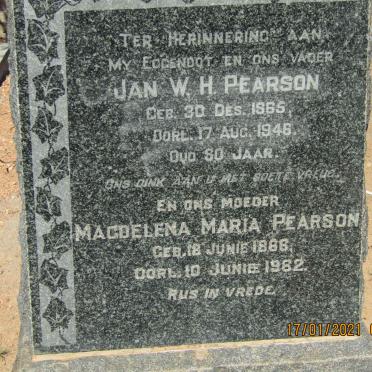 TER HERINNERING AAN
MY EGGENOOT EN ONS VADER
JAN W. H. PEARSON
GEB. 30 DES. 1865,
OORL. 17 AUG. 1946.
OUD 80 JAAR.
ONS DINK AAN U MET SOETE VREUG.
EN ONS MOEDER
MAGDELENA MARIA PEARSON
GEB. 18 JUNIE 1868,
OORL. 10 JUNIE 1962.
RUS IN VREDE.
17/01/2021